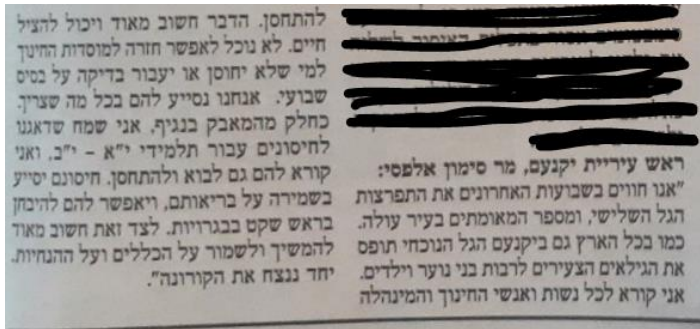 ראש עיריית יקנעם, מר סימון אלפסי:
"אנו חווים בשבועות האחרונים את התפרצות
הגל השלישי, ומספר המאומתים בעיר עולה.
כמו בכל הארץ גם ביקנעם הגל הנוכחי תופס
את הגילאים הצעירים לרבות בני נוער וילדים.
אני קורא לכל נשות ואנשי החינוך והמינהלה
להתחסן. הדבר חשוב מאוד ויכול להציל
חיים. לא נוכל לאפשר חזרה למוסדות החינוך
למי שלא יחוסן או יעבור בדיקה על בסיס
שבועי. אנחנו נסייע להם בכל מה שצריך.
כחלק מהמאבק בנגיף, אני שמח שדאגנו
לחיסונים עבור תלמידי י"א – י"ב, ואני
קורא להם גם לבוא ולהתחסן. חיסונם יסייע
בשמירה על בריאותם, ויאפשר להם להיבחן
בראש שקט בבגרויות. לצד זאת חשוב מאוד
להמשיך ולשמור על הכללים ועל ההנחיות.
יחד ננצח את הקורונה".